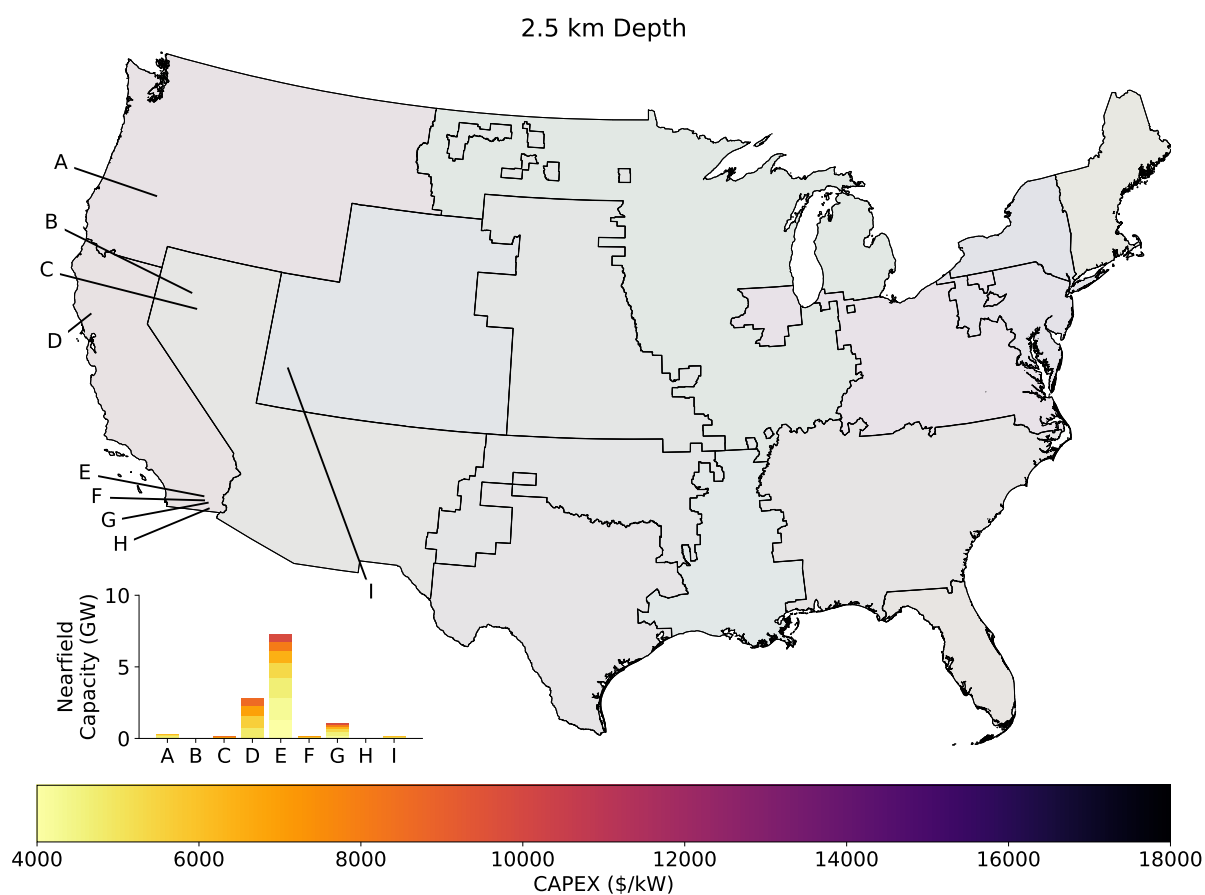 2.5 km Depth
A
B
C
D
E
F
G
H
I
Nearfield
Capacity (GW)
10
5
0
A B C D E F G H I
4000 6000 8000 10000 12000 14000 16000 18000
CAPEX ($/kW)